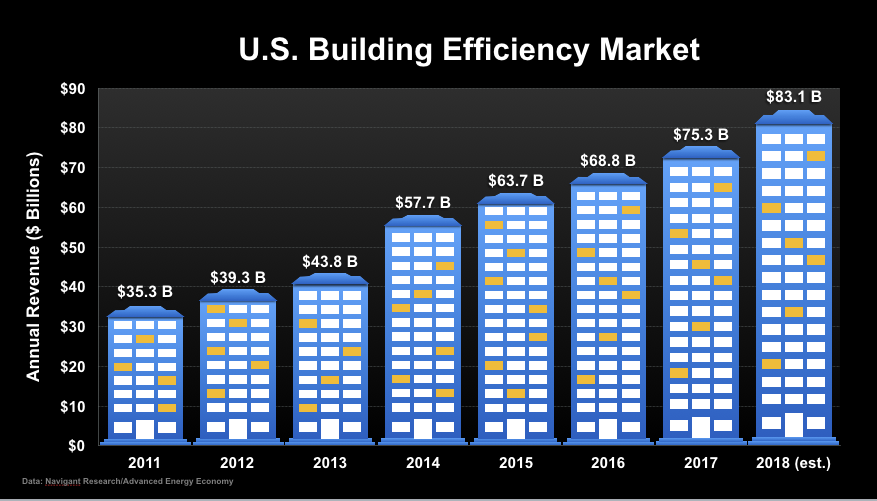 U.S. Building Efficiency Market
Annual Revenue ($ Billions)
$90
$80
$70
$60
$50
$40
$30
$20
$10
$0
$35.3 B
$39.3 B
$43.8 B
$57.7 B
$63.7 B
$68.8 B
$75.3 B
$83.1 B
2011
2012
2013
2014
2015
2016
2017
2018 (est.)
Data: Navigant Research/Advanced Energy Economy